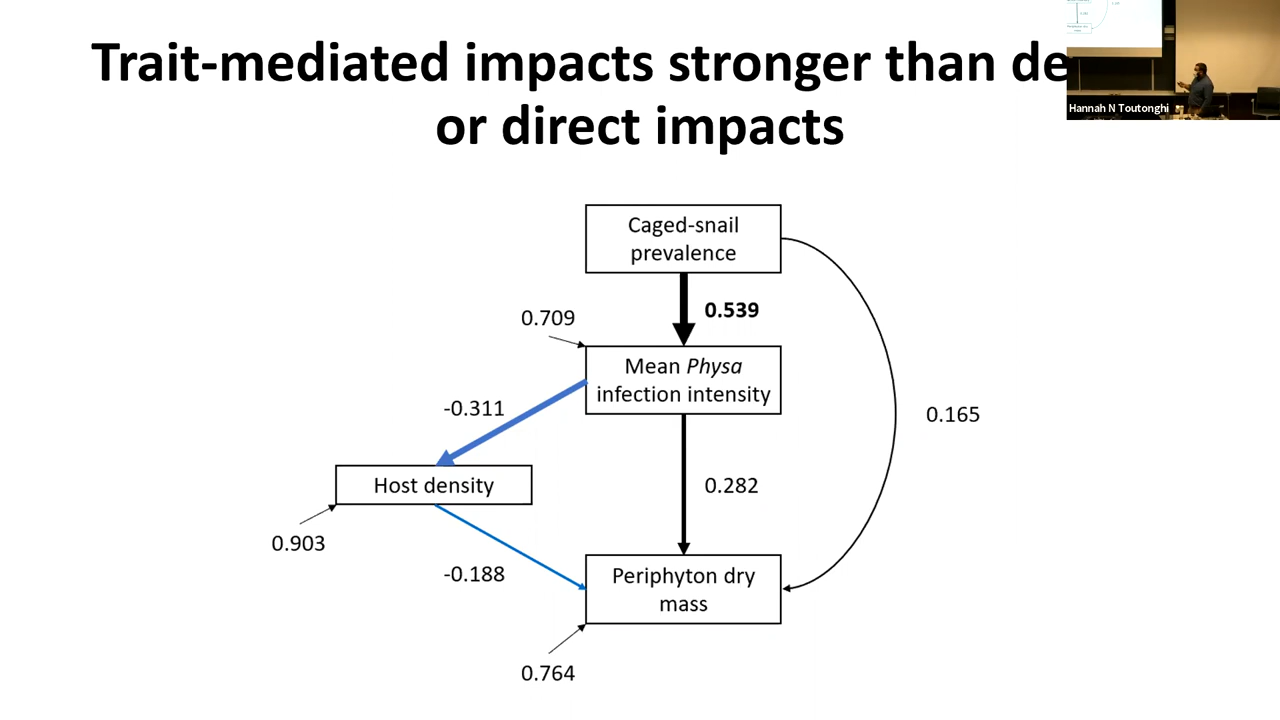 Trait-mediated impacts stronger than de
or direct impacts
Hannah N Toutonghi
Caged-snail
prevalence
0.539
0.709
Mean Physa
infection intensity
-0.311
0.165
Host density
0.282
0.903
-0.188
Periphyton dry
mass
0.764